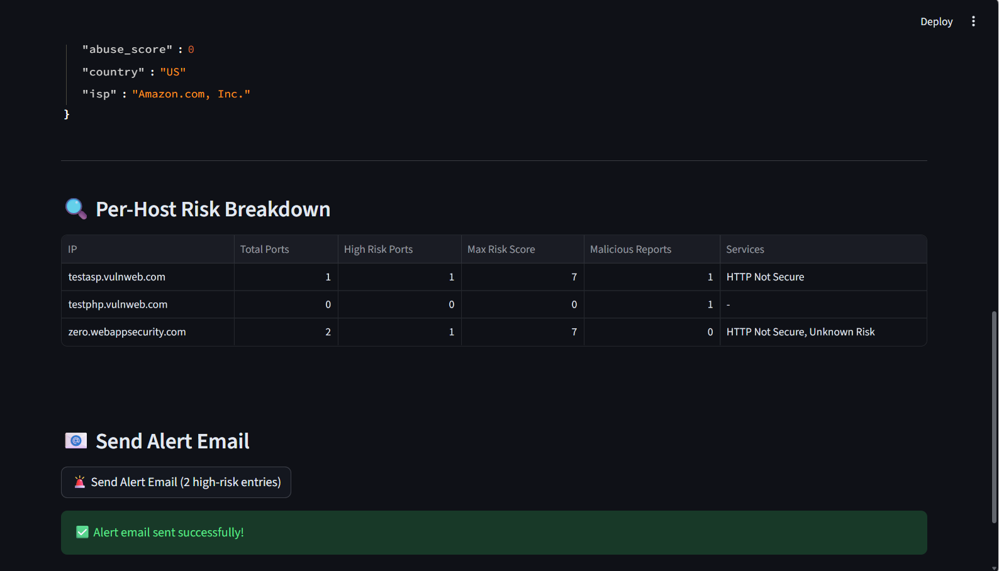 Deploy
"abuse_score" : 0
"country" : "US"
"isp" : "Amazon.com, Inc."
}
Per-Host Risk Breakdown
IP Total Ports High Risk Ports Max Risk Score Malicious Reports Services
testasp.vulnweb.com 1 1 7 1 HTTP Not Secure
testphp.vulnweb.com 0 0 0 1 -
zero.webappsecurity.com 2 1 7 0 HTTP Not Secure, Unknown Risk
Send Alert Email
Send Alert Email (2 high-risk entries)
Alert email sent successfully!